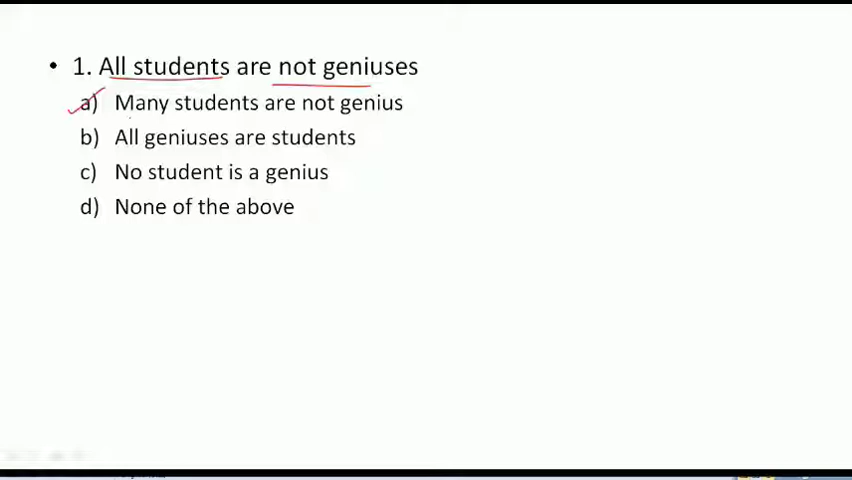 • 1. All students are not geniuses
a) Many students are not genius
b) All geniuses are students
c) No student is a genius
d) None of the above